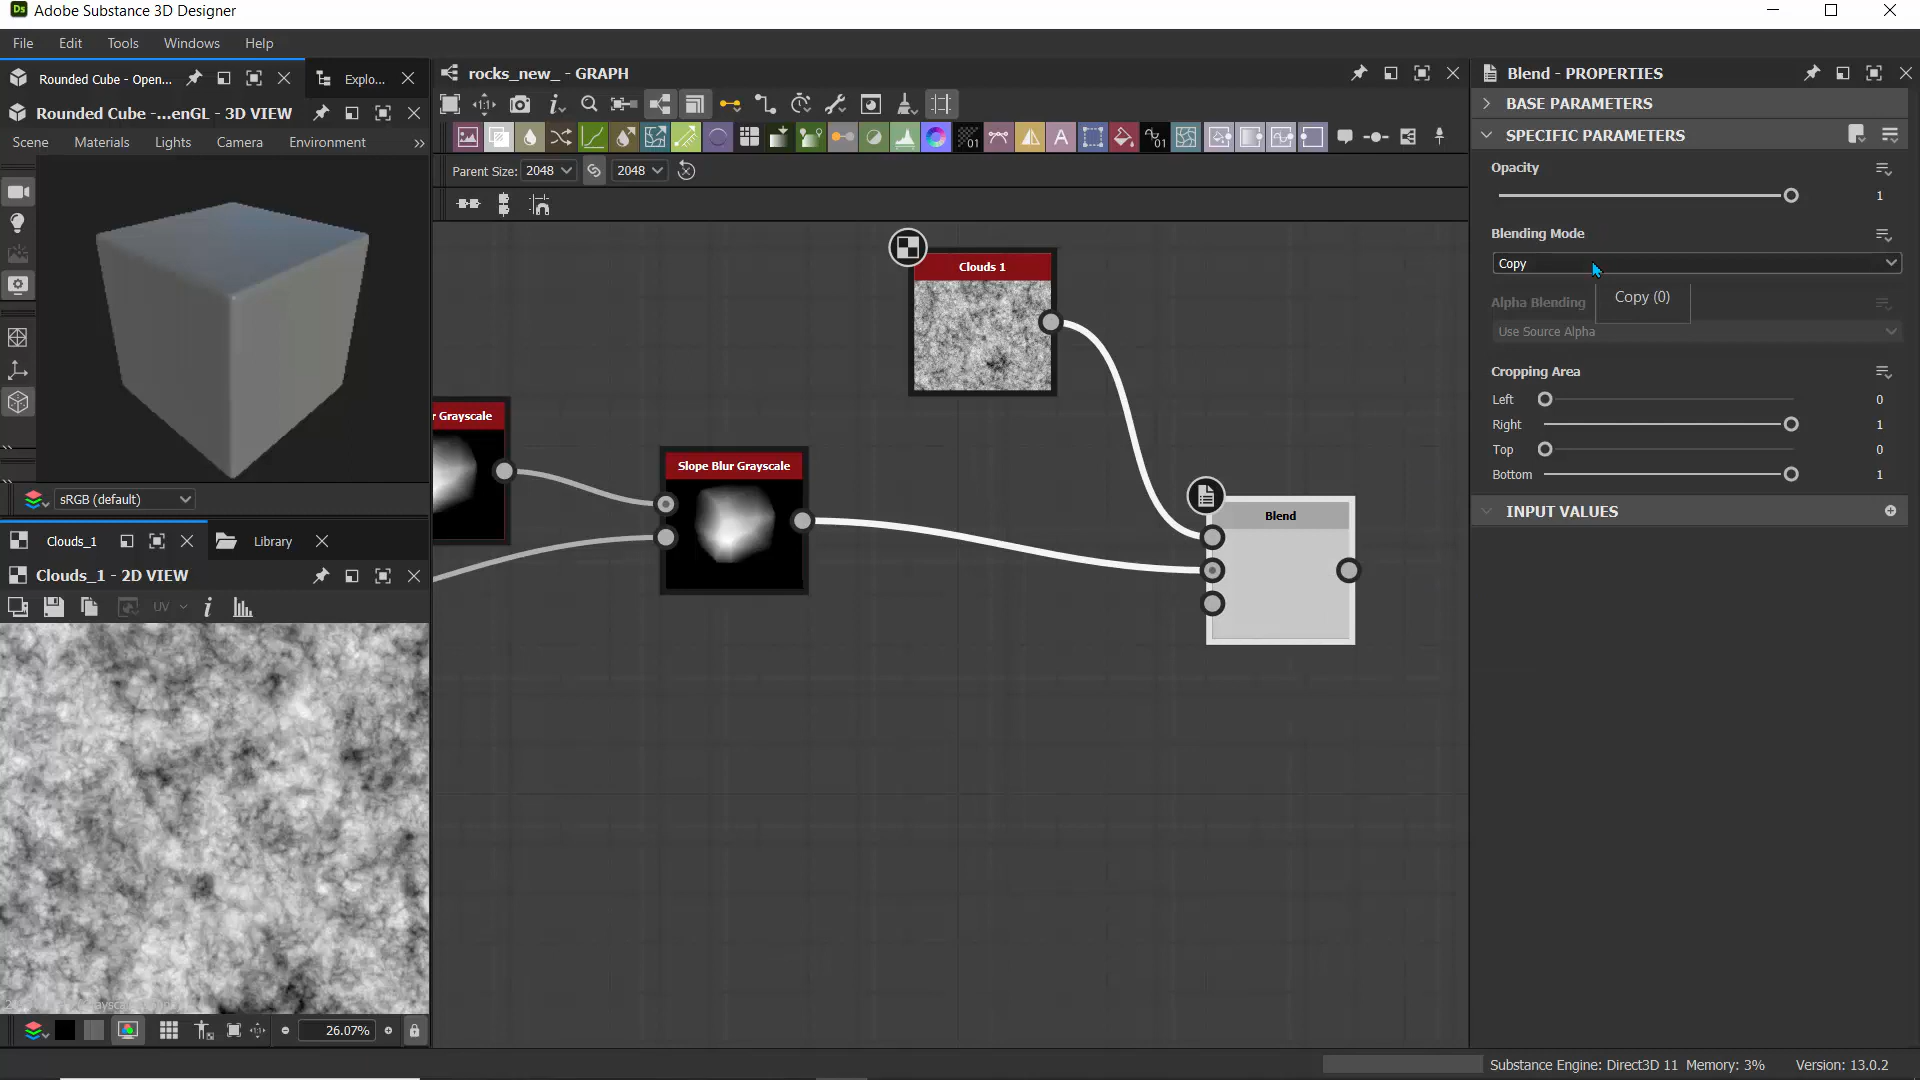 Ds Adobe Substance 3D Designer
File Edit Tools Windows Help
Rounded Cube - Open...
Explo...
Rounded Cube -...enGL - 3D VIEW
Scene Materials Lights Camera Environment »
sRGB (default)
Clouds_1
Library
Clouds_1 - 2D VIEW
UV
26.07%
rocks_new_ - GRAPH
Parent Size: 2048 2048
Clouds 1
r Grayscale
Slope Blur Grayscale
Blend
Blend - PROPERTIES
BASE PARAMETERS
SPECIFIC PARAMETERS
Opacity
1
Blending Mode
Copy
Copy (0)
Alpha Blending
Use Source Alpha
Cropping Area
Left 0
Right 1
Top 0
Bottom 1
INPUT VALUES
Substance Engine: Direct3D 11 Memory: 3% Version: 13.0.2